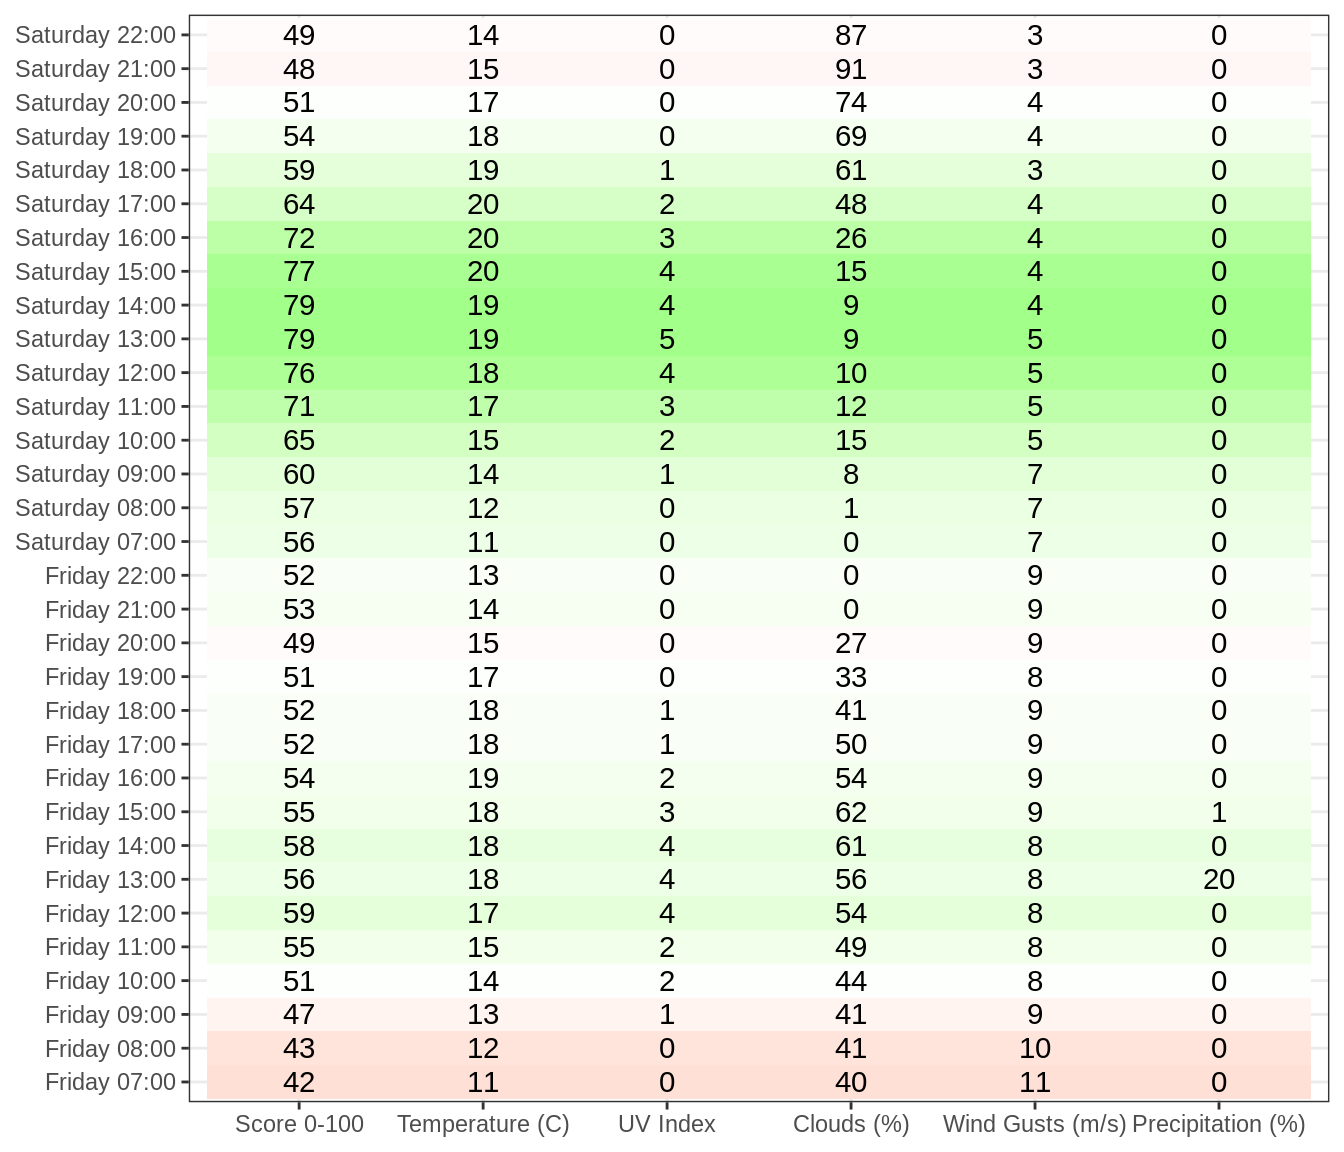 Saturday 22:00 49 14 0 87 3 0
Saturday 21:00 48 15 0 91 3 0
Saturday 20:00 51 17 0 74 4 0
Saturday 19:00 54 18 0 69 4 0
Saturday 18:00 59 19 1 61 3 0
Saturday 17:00 64 20 2 48 4 0
Saturday 16:00 72 20 3 26 4 0
Saturday 15:00 77 20 4 15 4 0
Saturday 14:00 79 19 4 9 4 0
Saturday 13:00 79 19 5 9 5 0
Saturday 12:00 76 18 4 10 5 0
Saturday 11:00 71 17 3 12 5 0
Saturday 10:00 65 15 2 15 5 0
Saturday 09:00 60 14 1 8 7 0
Saturday 08:00 57 12 0 1 7 0
Saturday 07:00 56 11 0 0 7 0
Friday 22:00 52 13 0 0 9 0
Friday 21:00 53 14 0 0 9 0
Friday 20:00 49 15 0 27 9 0
Friday 19:00 51 17 0 33 8 0
Friday 18:00 52 18 1 41 9 0
Friday 17:00 52 18 1 50 9 0
Friday 16:00 54 19 2 54 9 0
Friday 15:00 55 18 3 62 9 1
Friday 14:00 58 18 4 61 8 0
Friday 13:00 56 18 4 56 8 20
Friday 12:00 59 17 4 54 8 0
Friday 11:00 55 15 2 49 8 0
Friday 10:00 51 14 2 44 8 0
Friday 09:00 47 13 1 41 9 0
Friday 08:00 43 12 0 41 10 0
Friday 07:00 42 11 0 40 11 0
Score 0-100 Temperature (C) UV Index Clouds (%) Wind Gusts (m/s) Precipitation (%)